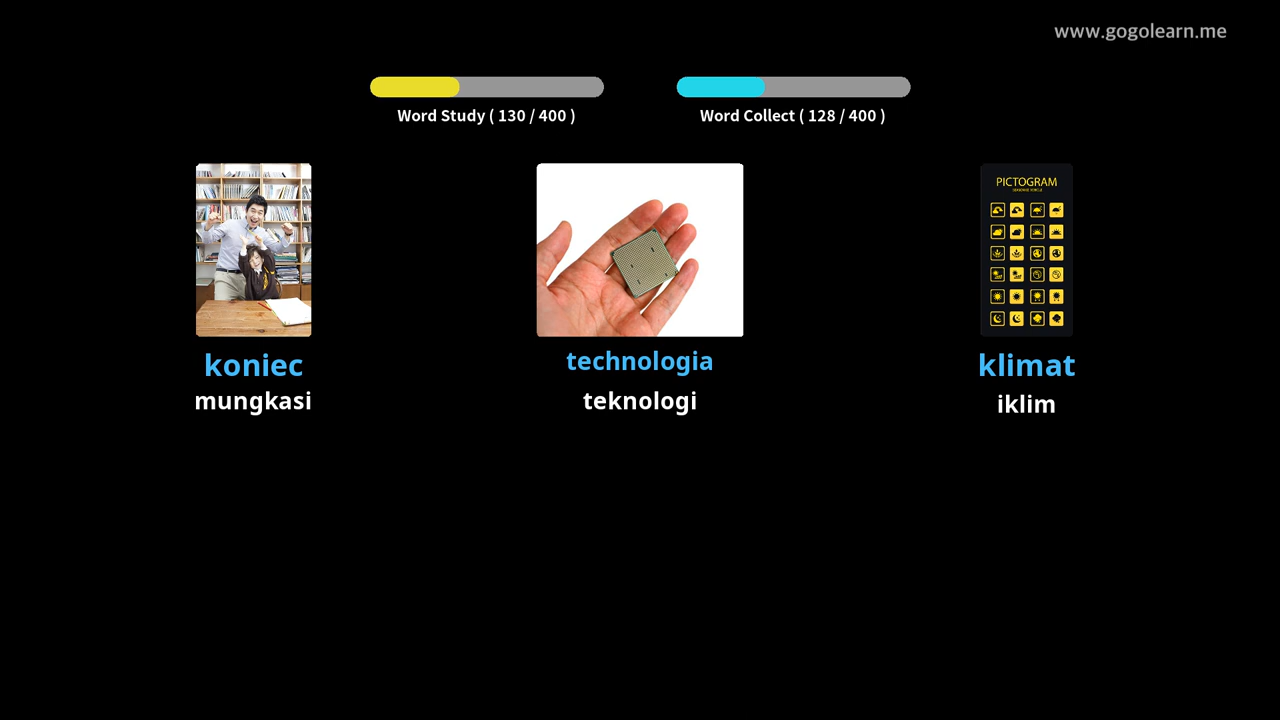 www.gogolearn.me
Word Study ( 130 / 400 )
Word Collect ( 128 / 400 )
PICTOGRAM
koniec
technologia
klimat
mungkasi
teknologi
iklim